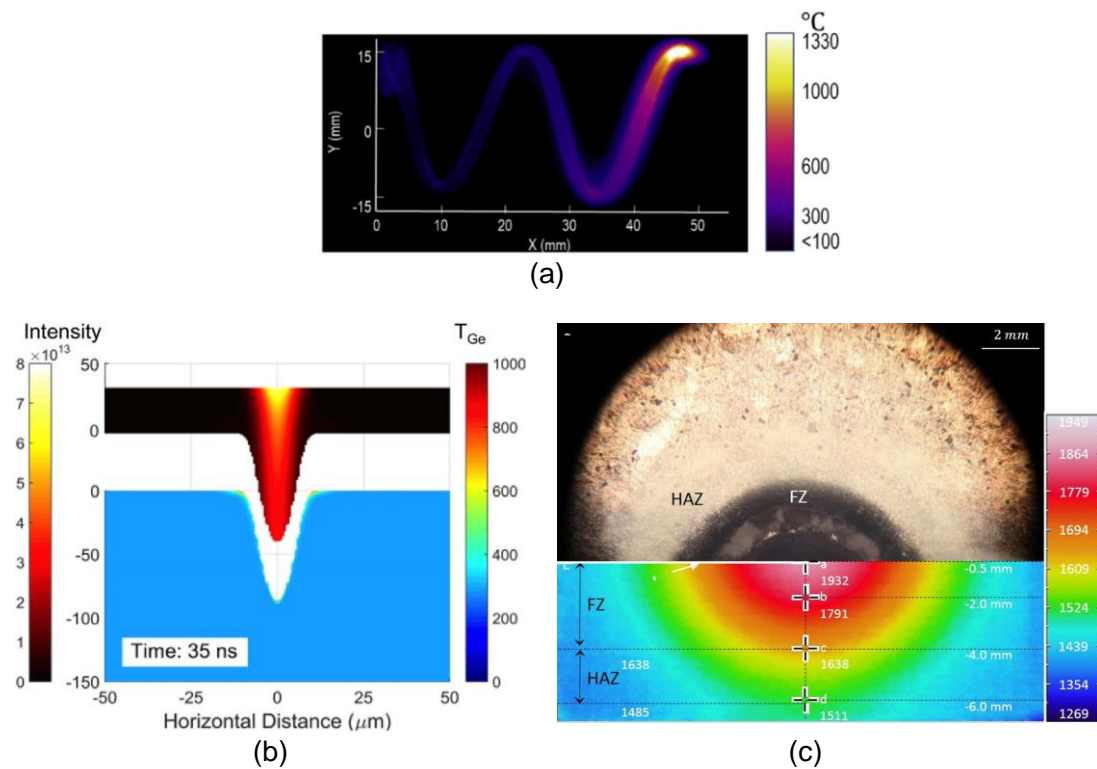 °C
1330
1000
600
300
<100
15
0
-15
Y (mm)
0 10 20 30 40 50
X (mm)
(a)
Intensity
×10¹³
8
7
6
5
4
3
2
1
0
50
0
0
-50
-100
-150
T_Ge
1000
800
600
400
200
0
Time: 35 ns
-50 0 50
Horizontal Distance (μm)
(b)
2 mm
HAZ
FZ
a
1932
-0.5 mm
b
1791
-2.0 mm
FZ
c
1638
1638
-4.0 mm
HAZ
d
1485
1511
-6.0 mm
1949
1864
1779
1694
1609
1524
1439
1354
1269
(c)